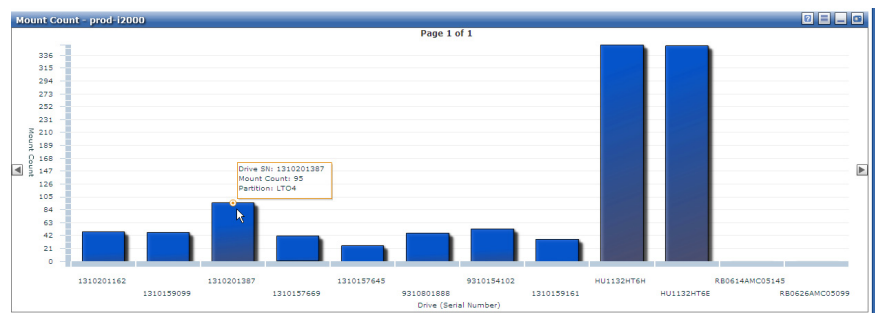 Mount Count - prod-i2000
Page 1 of 1
336
315
294
273
252
231
210
189
168
147
126
105
84
63
42
21
0
Mount Count
Drive SN: 1310201387
Mount Count: 95
Partition: LTO4
1310201162
1310159099
1310201387
1310157669
1310157645
9310801888
9310154102
1310159161
HU1132HT6H
HU1132HT6E
RB0614AMC05145
RB0626AMC05099
Drive (Serial Number)